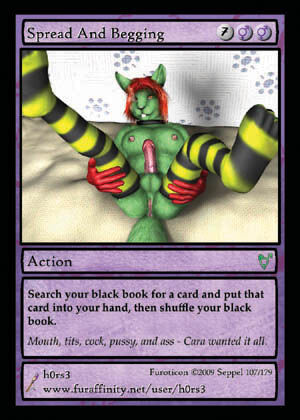 Spread And Begging
7
Action
Search your black book for a card and put that
card into your hand, then shuffle your black
book.
Mouth, tits, cock, pussy, and ass - Cara wanted it all.
h0rs3
Furoticon ©2009 Seppel 107/179
www.furaffinity.net/user/h0rs3